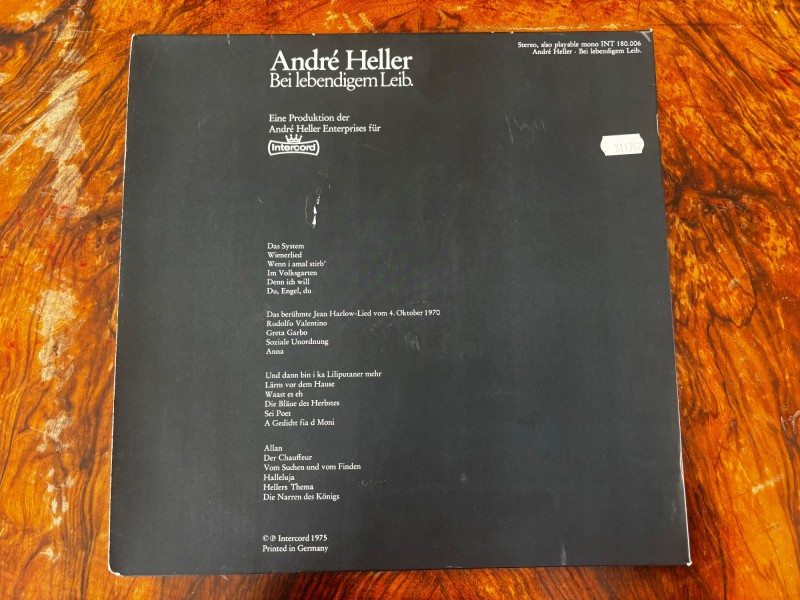 Stereo, also playable mono INT 180.006
André Heller · Bei lebendigem Leib.
André Heller
Bei lebendigem Leib.
Eine Produktion der
André Heller Enterprises für
Intercord
Das System
Wienerlied
Wenn i amal stirb'
Im Volksgarten
Denn ich will
Du, Engel, du
Das berühmte Jean Harlow-Lied vom 4. Oktober 1970
Rudolfo Valentino
Greta Garbo
Soziale Unordnung
Anna
Und dann bin i ka Liliputaner mehr
Lärm vor dem Hause
Waast es eh
Die Bläue des Herbstes
Sei Poet
A Gedicht fia d Moni
Allan
Der Chauffeur
Vom Suchen und vom Finden
Halleluja
Hellers Thema
Die Narren des Königs
© ℗ Intercord 1975
Printed in Germany